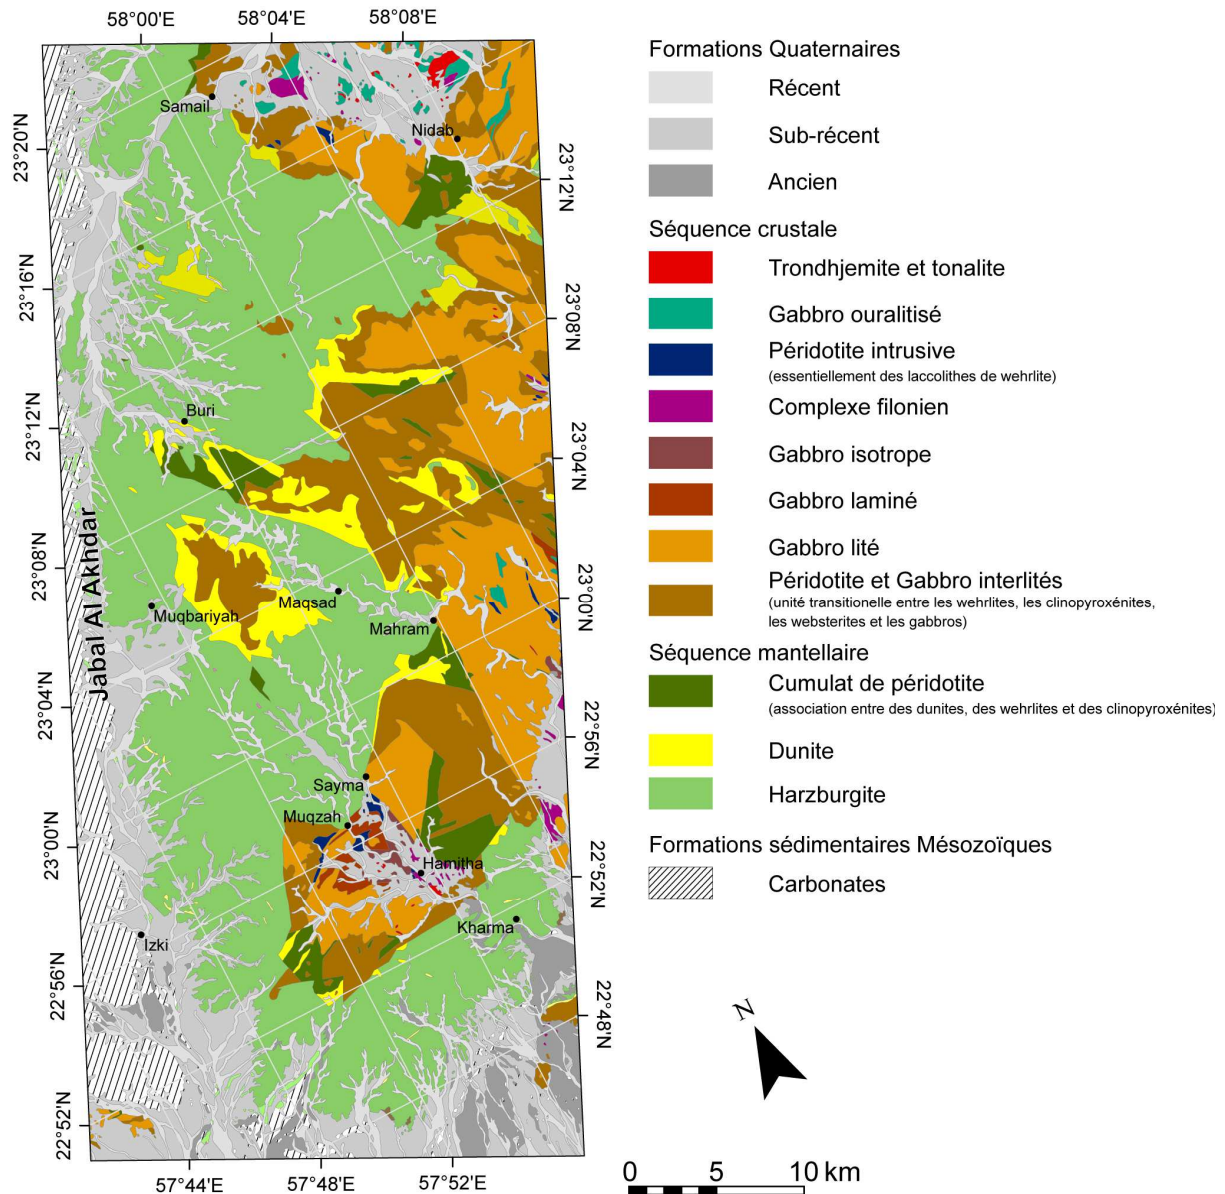 58°00'E
58°04'E
58°08'E
Samail
Nidab
23°20'N
23°12'N
23°16'N
23°08'N
Buri
23°12'N
23°04'N
Jabal Al Akhdar
23°08'N
Muqbariyah
Maqsad
Mahram
23°00'N
23°04'N
22°56'N
Sayma
Muqzah
Hamitha
23°00'N
22°52'N
Kharma
Izki
22°56'N
22°48'N
22°52'N
57°44'E
57°48'E
57°52'E
Formations Quaternaires
Récent
Sub-récent
Ancien
Séquence crustale
Trondhjemite et tonalite
Gabbro ouralitisé
Péridotite intrusive
(essentiellement des laccolithes de wehrlite)
Complexe filonien
Gabbro isotrope
Gabbro laminé
Gabbro lité
Péridotite et Gabbro interlités
(unité transitionelle entre les wehrlites, les clinopyroxénites,
les websterites et les gabbros)
Séquence mantellaire
Cumulat de péridotite
(association entre des dunites, des wehrlites et des clinopyroxénites)
Dunite
Harzburgite
Formations sédimentaires Mésozoïques
Carbonates
N
0 5 10 km